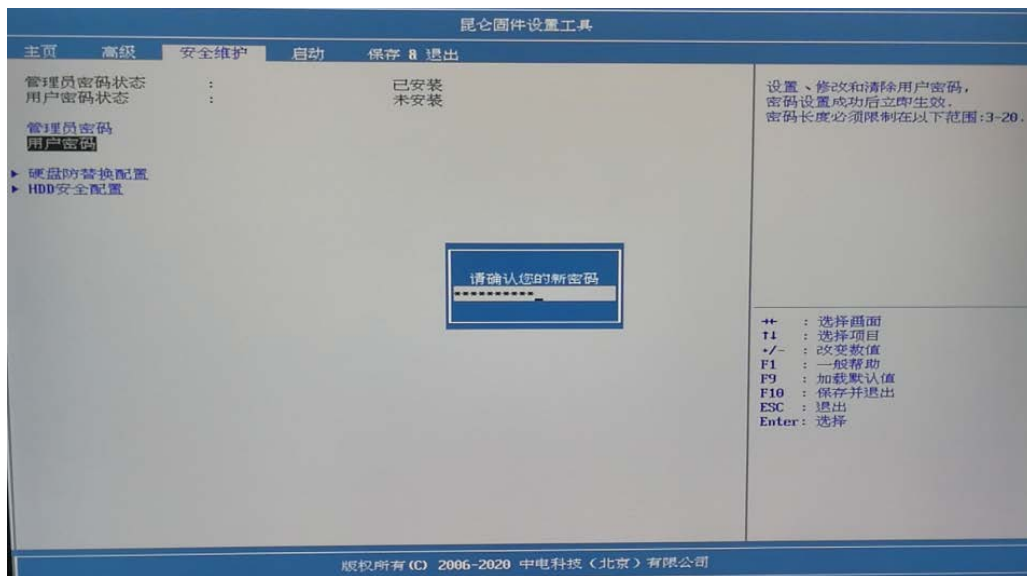 昆仑固件设置工具
主页 高级 安全维护 启动 保存 & 退出
管理员密码状态 : 已安装
用户密码状态 : 未安装
管理员密码
用户密码
▶ 硬盘防替换配置
▶ HDD安全配置
设置、修改和清除用户密码,
密码设置成功后立即生效.
密码长度必须限制在以下范围:3-20.
请确认您的新密码
**********_
→← : 选择画面
↑↓ : 选择项目
+/- : 改变数值
F1 : 一般帮助
F9 : 加载默认值
F10 : 保存并退出
ESC : 退出
Enter: 选择
版权所有(C) 2006-2020 中电科技（北京）有限公司